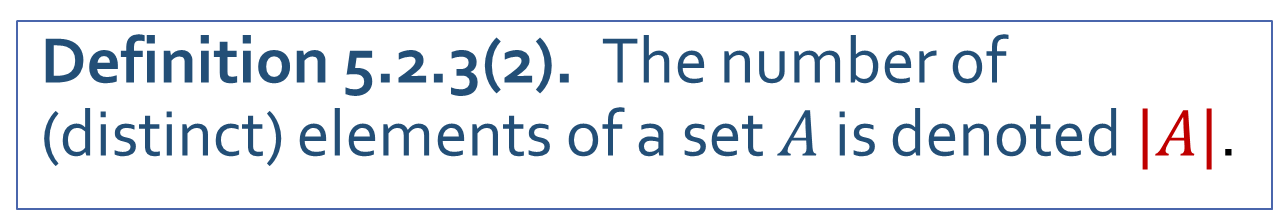 Definition 5.2.3(2). The number of
(distinct) elements of a set A is denoted |A|.